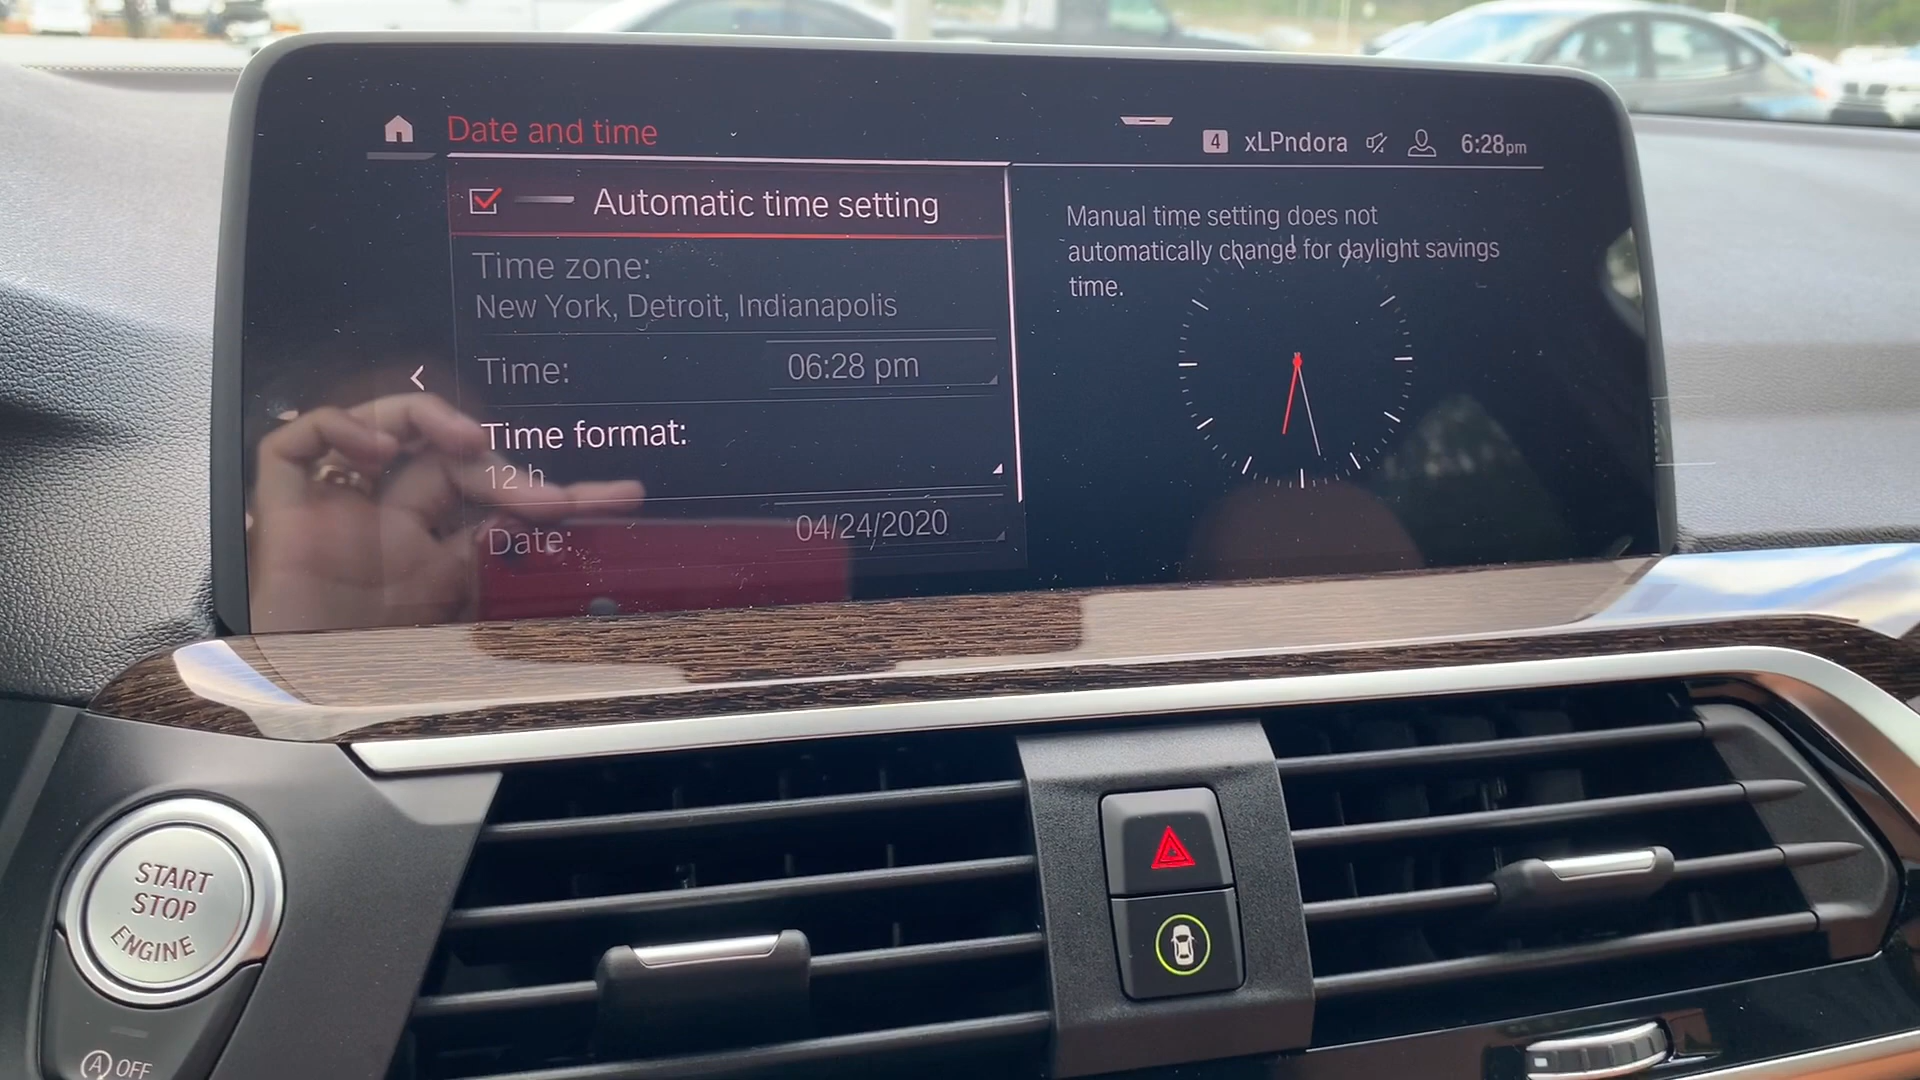 Date and time
4 xLPndora 6:28pm
Automatic time setting
Time zone:
New York, Detroit, Indianapolis
Time: 06:28 pm
Time format:
12 h
Date: 04/24/2020
Manual time setting does not
automatically change for daylight savings
time.
START
STOP
ENGINE
A OFF